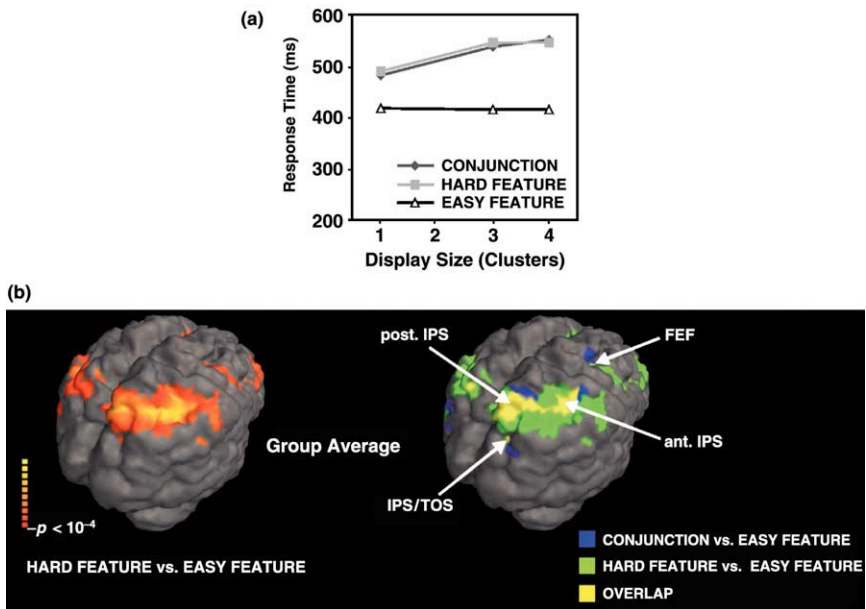 (a)
600
500
400
300
200
Response Time (ms)
CONJUNCTION
HARD FEATURE
EASY FEATURE
1 2 3 4
Display Size (Clusters)
(b)
post. IPS
FEF
Group Average
ant. IPS
IPS/TOS
–p < 10⁻⁴
HARD FEATURE vs. EASY FEATURE
CONJUNCTION vs. EASY FEATURE
HARD FEATURE vs. EASY FEATURE
OVERLAP